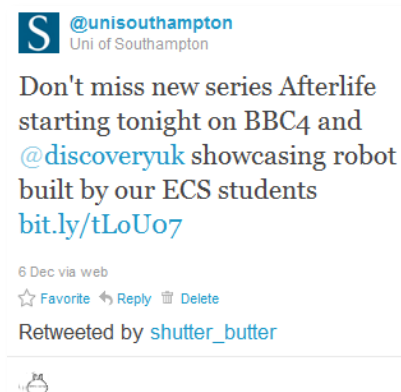 S
@unisouthampton
Uni of Southampton
Don't miss new series Afterlife
starting tonight on BBC4 and
@discoveryuk showcasing robot
built by our ECS students
bit.ly/tLoU07
6 Dec via web
Favorite Reply Delete
Retweeted by shutter_butter